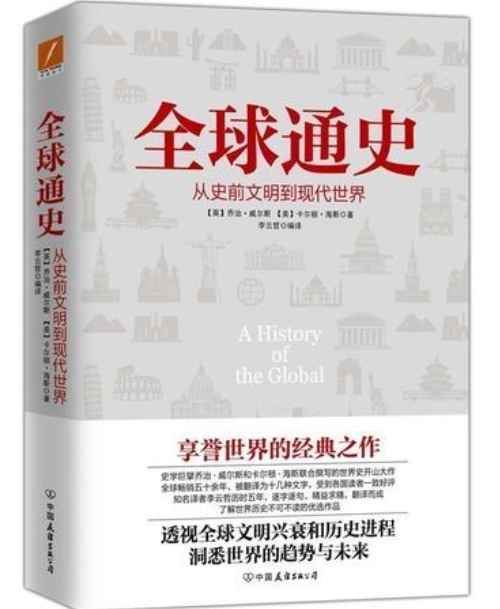 全球通史
从史前文明到现代世界
【英】乔治·威尔斯 【美】卡尔顿·海斯 著
李云哲 编译
A History
of
the Global
享誉世界的经典之作
史学巨擘乔治·威尔斯和卡尔顿·海斯联合撰写的世界史开山大作
全球畅销五十余年，被翻译为十几种文字，受到各国读者一致好评
知名译者李云哲历时五年，逐字逐句，精益求精，翻译而成
了解世界历史不可不读的优选作品
透视全球文明兴衰和历史进程
洞悉世界的趋势与未来
中国友谊出版公司
全球通史
从史前文明到现代世界
【英】乔治·威尔斯 【美】卡尔顿·海斯 著
李云哲 编译
中国友谊出版公司